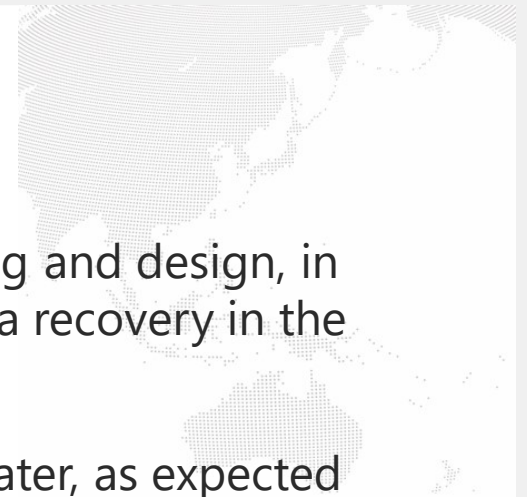 g and design, in
a recovery in the
ater, as expected